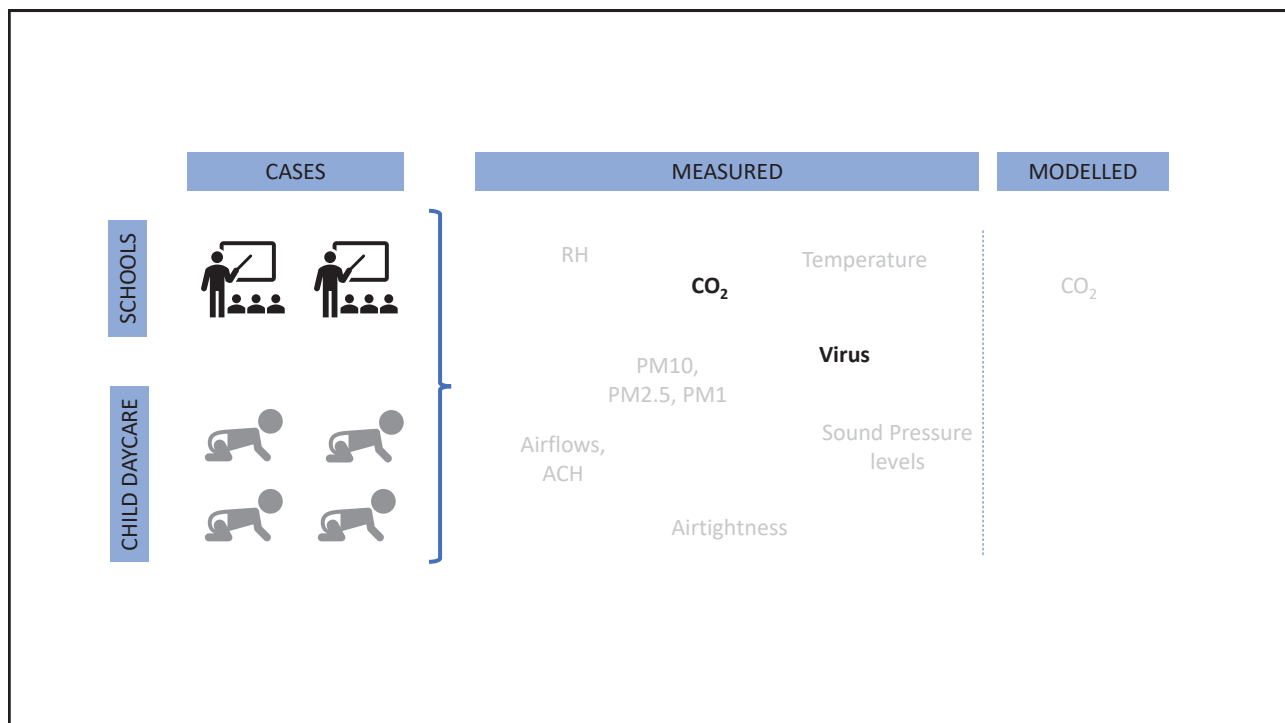 CASES
MEASURED
MODELLED
SCHOOLS
CHILD DAYCARE
RH
Temperature
CO₂
CO₂
Virus
PM10,
PM2.5, PM1
Airflows,
ACH
Sound Pressure
levels
Airtightness